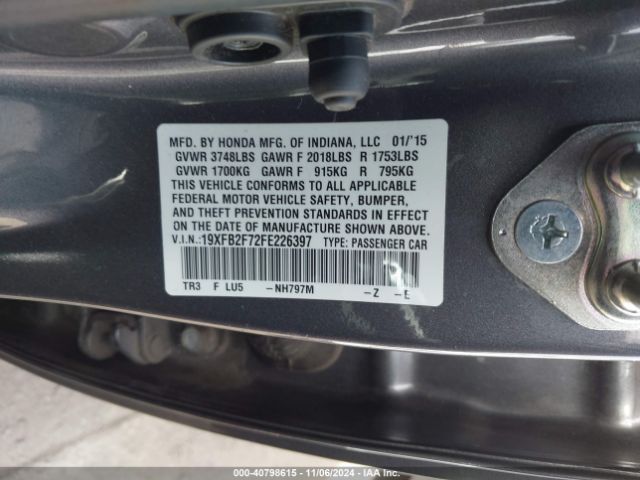 MFD. BY HONDA MFG. OF INDIANA, LLC 01/'15
GVWR 3748LBS GAWR F 2018LBS R 1753LBS
GVWR 1700KG GAWR F 915KG R 795KG
THIS VEHICLE CONFORMS TO ALL APPLICABLE
FEDERAL MOTOR VEHICLE SAFETY, BUMPER,
AND THEFT PREVENTION STANDARDS IN EFFECT
ON THE DATE OF MANUFACTURE SHOWN ABOVE.
V.I.N.:19XFB2F72FE226397 TYPE: PASSENGER CAR
TR3 F LU5 -NH797M -Z -E
000-40798615 - 11/06/2024 - IAA Inc.